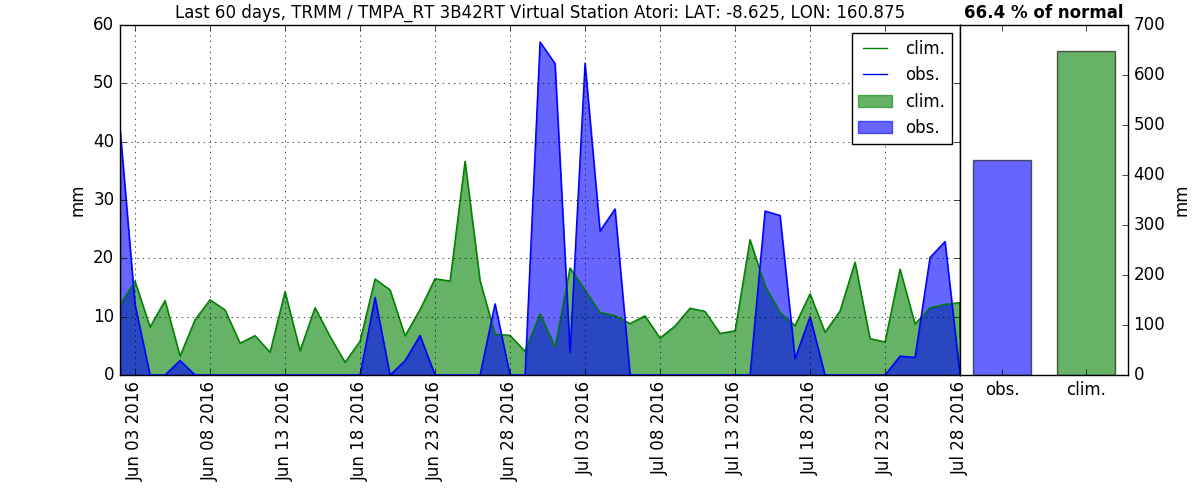 Last 60 days, TRMM / TMPA_RT 3B42RT Virtual Station Atori: LAT: -8.625, LON: 160.875
66.4 % of normal
60
50
40
30
20
10
0
mm
clim.
obs.
clim.
obs.
700
600
500
400
300
200
100
0
mm
Jun 03 2016
Jun 08 2016
Jun 13 2016
Jun 18 2016
Jun 23 2016
Jun 28 2016
Jul 03 2016
Jul 08 2016
Jul 13 2016
Jul 18 2016
Jul 23 2016
Jul 28 2016
obs.
clim.